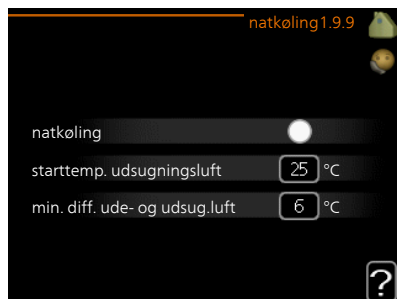 natkøling1.9.9
natkøling
starttemp. udsugningsluft 25 °C
min. diff. ude- og udsug.luft 6 °C
?